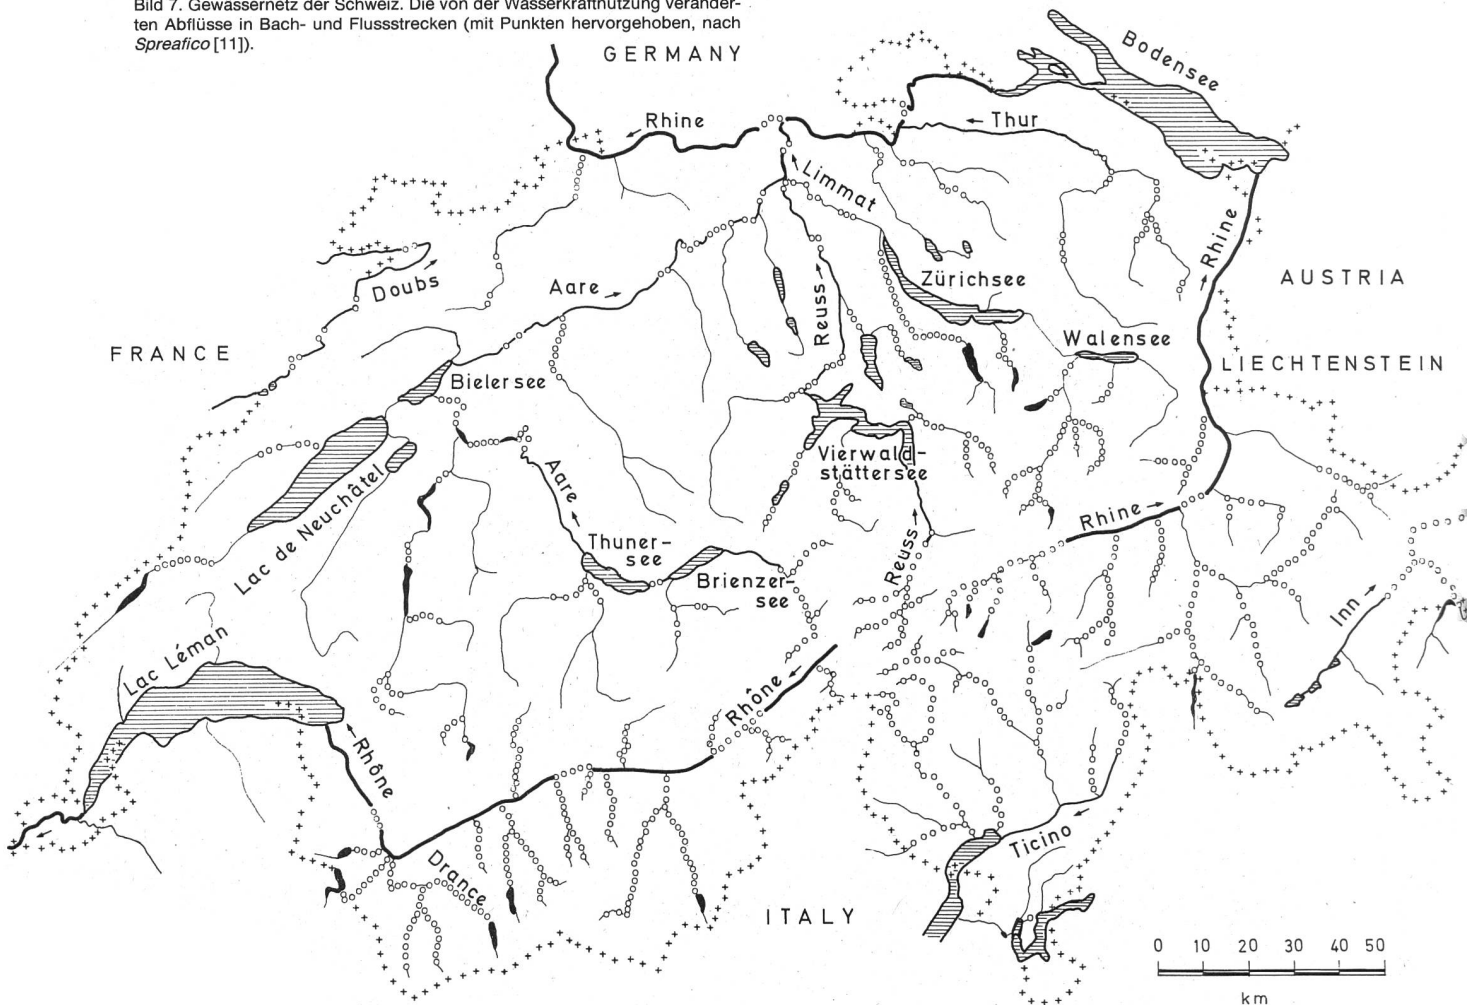 Bild 7. Gewässernetz der Schweiz. Die von der Wasserkraftnutzung veränder-
ten Abflüsse in Bach- und Flussstrecken (mit Punkten hervorgehoben, nach
Spreafico [11]).
GERMANY
Bodensee
Rhine
Thur
Limmat
Rhine
Doubs
Aare
Reuss
Zürichsee
AUSTRIA
FRANCE
Walensee
LIECHTENSTEIN
Bielersee
Lac de Neuchâtel
Aare
Vierwald-
stättersee
Rhine
Thuner-
see
Brienzer-
see
Reuss
Inn
Lac Léman
Rhône
Rhône
Drance
Ticino
ITALY
0 10 20 30 40 50
km